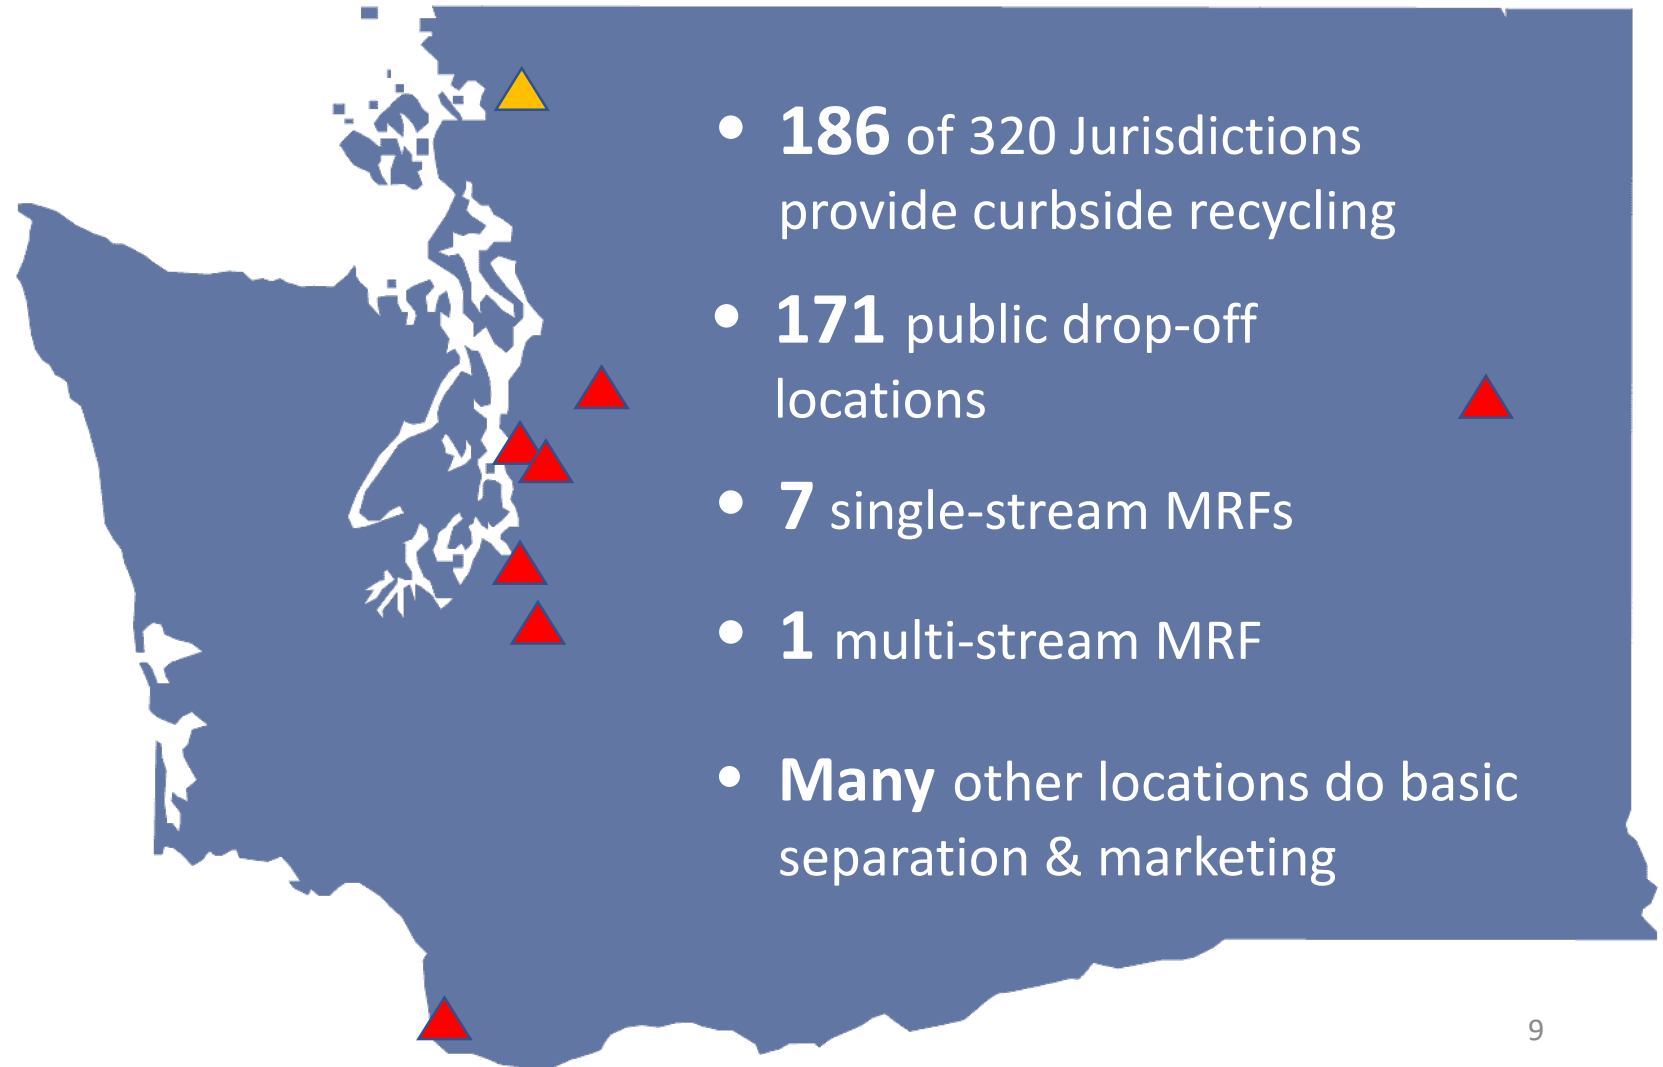 • 186 of 320 Jurisdictions
provide curbside recycling
• 171 public drop-off
locations
• 7 single-stream MRFs
• 1 multi-stream MRF
• Many other locations do basic
separation & marketing
9